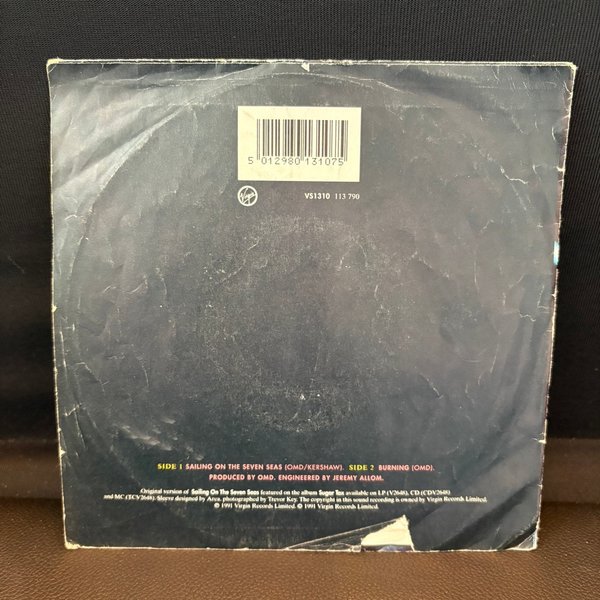 5 012980 131075
Virgin
VS1310 113 790
SIDE 1 SAILING ON THE SEVEN SEAS (OMD/KERSHAW). SIDE 2 BURNING (OMD).
PRODUCED BY OMD. ENGINEERED BY JEREMY ALLOM.
Original version of Sailing On The Seven Seas featured on the album Sugar Tax available on LP (V2648), CD (CDV2648)
and MC (TCV2648). Sleeve designed by Area, photographed by Trevor Key. The copyright in this sound recording is owned by Virgin Records Limited.
℗ 1991 Virgin Records Limited. © 1991 Virgin Records Limited.